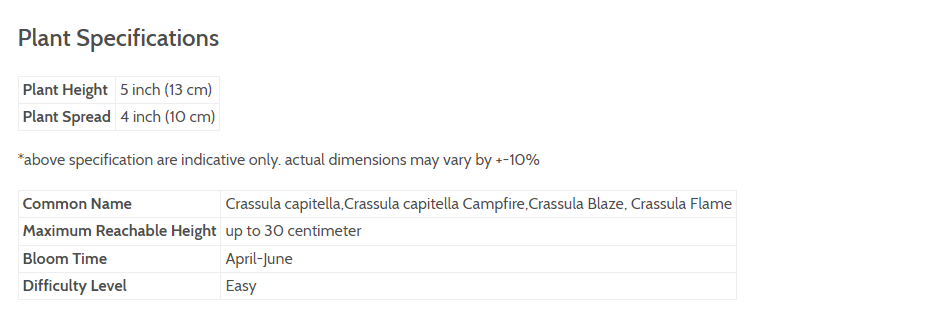 Plant Specifications
Plant Height 5 inch (13 cm)
Plant Spread 4 inch (10 cm)
*above specification are indicative only. actual dimensions may vary by +-10%
Common Name Crassula capitella,Crassula capitella Campfire,Crassula Blaze, Crassula Flame
Maximum Reachable Height up to 30 centimeter
Bloom Time April-June
Difficulty Level Easy